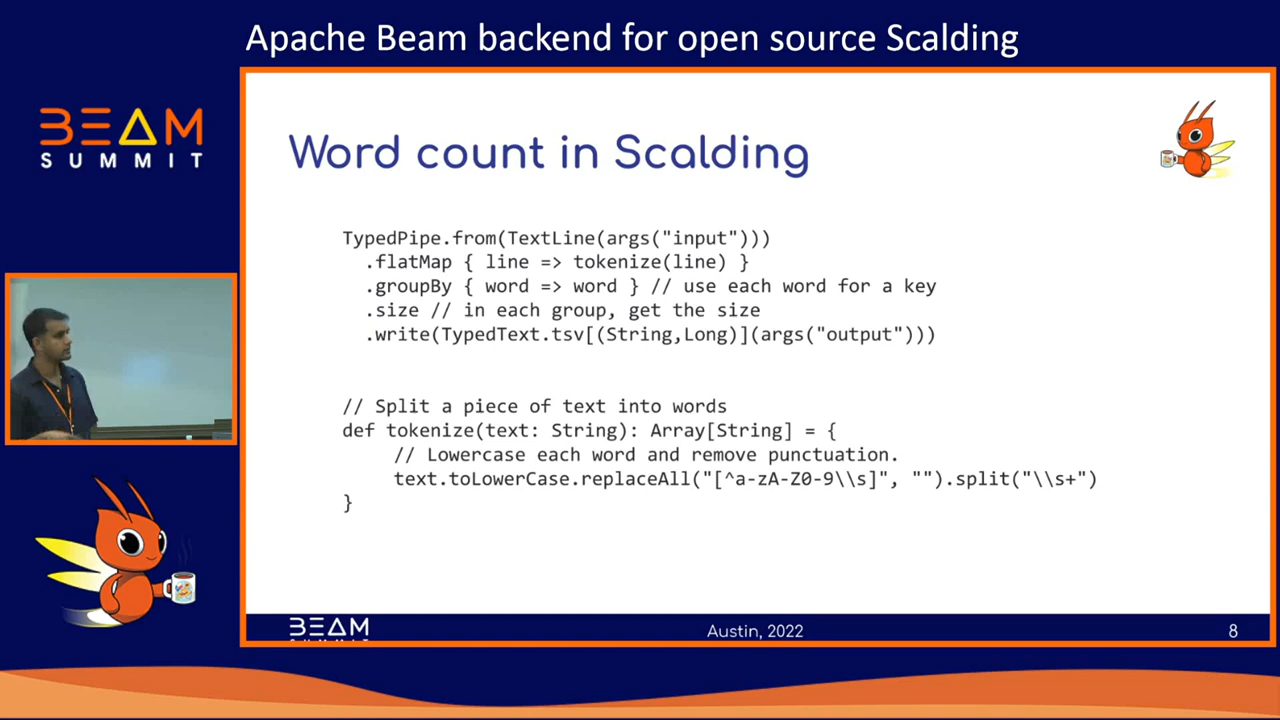 Apache Beam backend for open source Scalding
BEAM
SUMMIT
Word count in Scalding
TypedPipe.from(TextLine(args("input")))
.flatMap { line => tokenize(line) }
.groupBy { word => word } // use each word for a key
.size // in each group, get the size
.write(TypedText.tsv[(String,Long)](args("output")))
// Split a piece of text into words
def tokenize(text: String): Array[String] = {
// Lowercase each word and remove punctuation.
text.toLowerCase.replaceAll("[^a-zA-Z0-9\\s]", "").split("\\s+")
}
BEAM
Austin, 2022
8